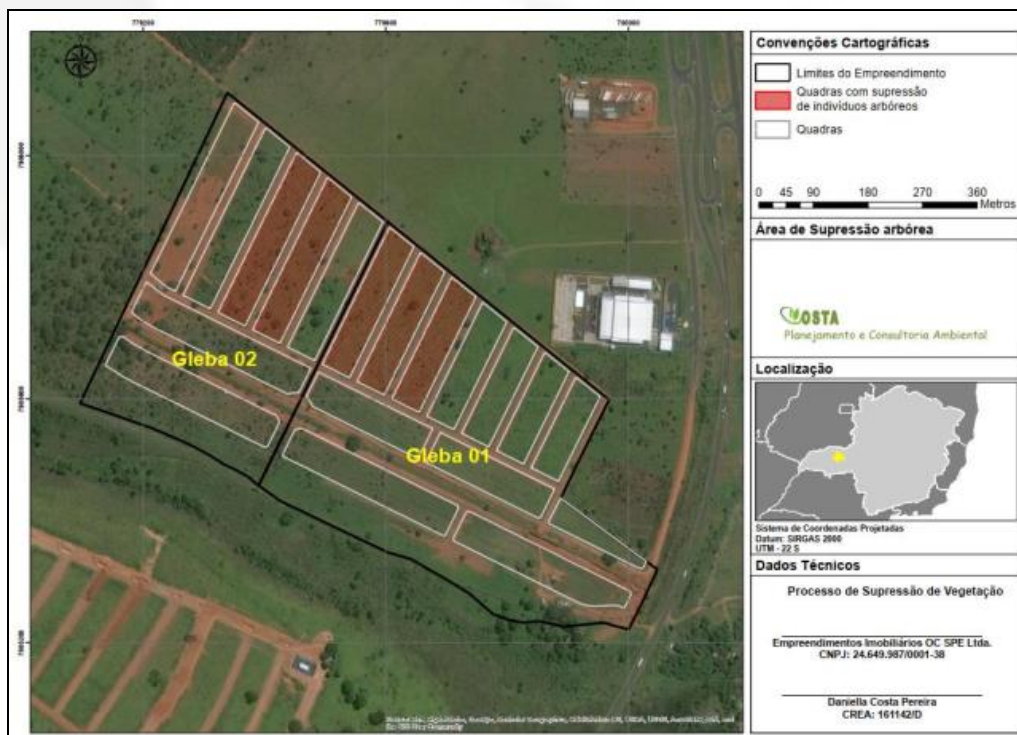 Convenções Cartográficas
Limites do Empreendimento
Quadras com supressão
de indivíduos arbóreos
Quadras
0 45 90 180 270 360
Metros
Área de Supressão arbórea
COSTA
Planejamento e Consultoria Ambiental
Localização
Sistema de Coordenadas Projetadas
Datum: SIRGAS 2000
UTM - 22 S
Dados Técnicos
Processo de Supressão de Vegetação
Empreendimentos Imobiliários OC SPE Ltda.
CNPJ: 24.649.987/0001-38
Daniella Costa Pereira
CREA: 161142/D
Gleba 02
Gleba 01